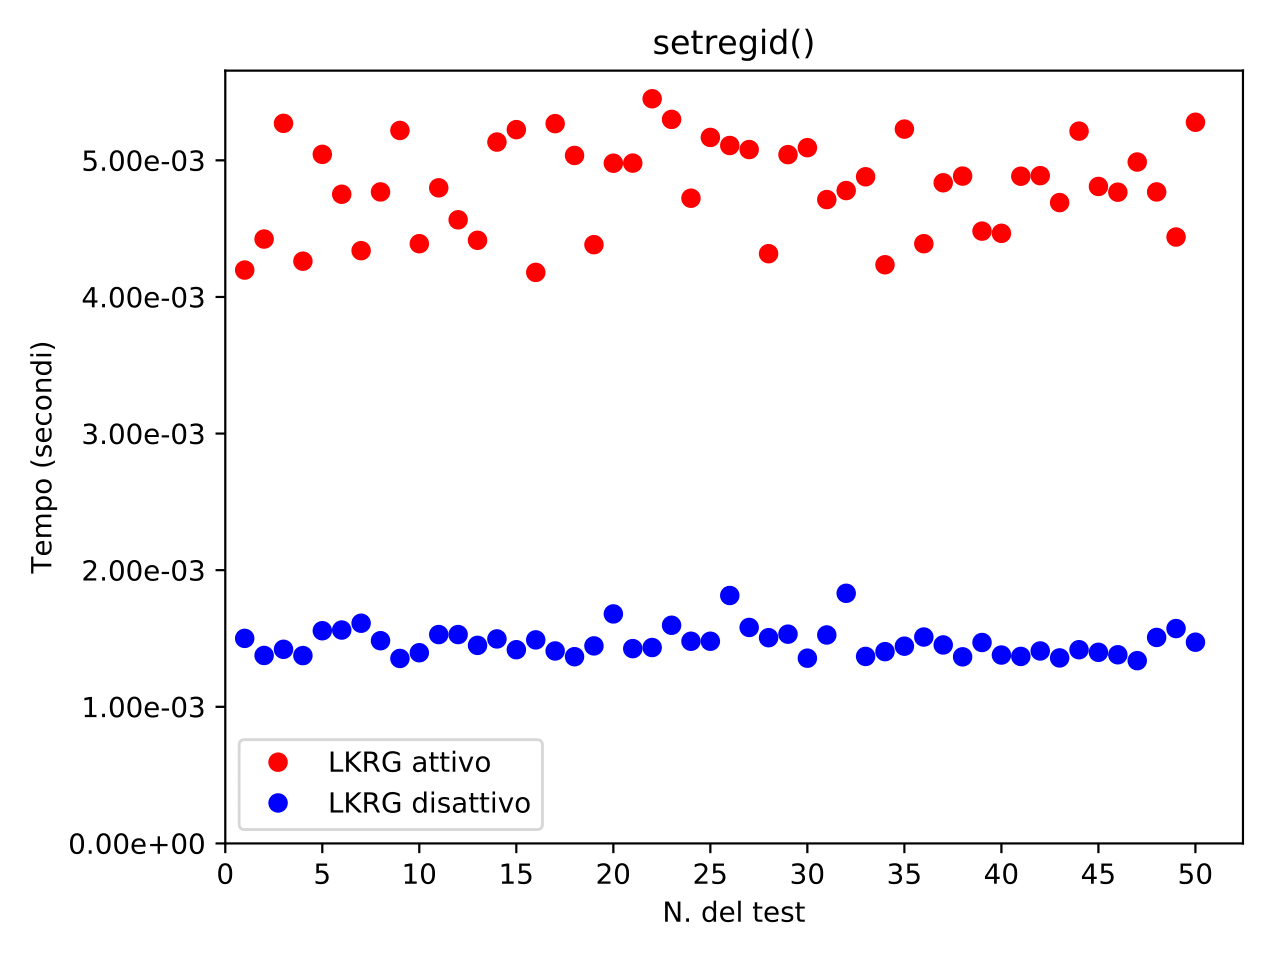 setregid()
Tempo (secondi)
5.00e-03
4.00e-03
3.00e-03
2.00e-03
1.00e-03
0.00e+00
LKRG attivo
LKRG disattivo
0 5 10 15 20 25 30 35 40 45 50
N. del test